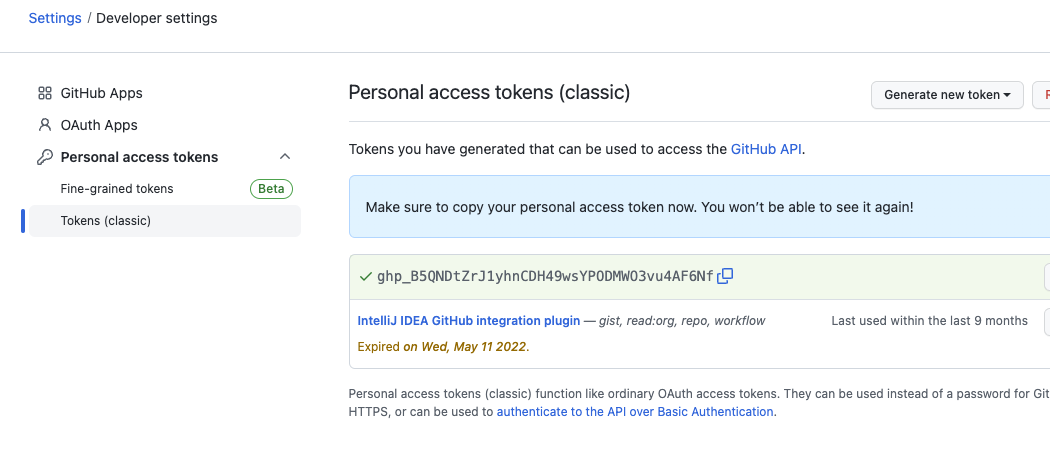 Settings / Developer settings
GitHub Apps
OAuth Apps
Personal access tokens
Fine-grained tokens Beta
Tokens (classic)
Personal access tokens (classic)
Generate new token
Tokens you have generated that can be used to access the GitHub API.
Make sure to copy your personal access token now. You won’t be able to see it again!
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
IntelliJ IDEA GitHub integration plugin — gist, read:org, repo, workflow Last used within the last 9 months
Expired on Wed, May 11 2022.
Personal access tokens (classic) function like ordinary OAuth access tokens. They can be used instead of a password for Git
HTTPS, or can be used to authenticate to the API over Basic Authentication.